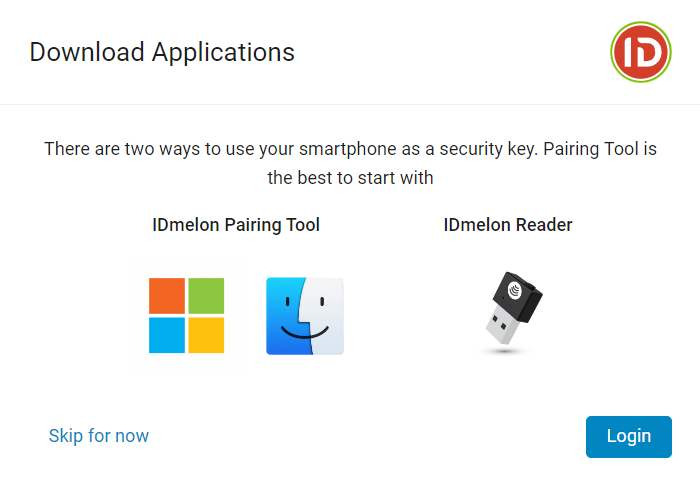 Download Applications
ID
There are two ways to use your smartphone as a security key. Pairing Tool is
the best to start with
IDmelon Pairing Tool
IDmelon Reader
Skip for now
Login